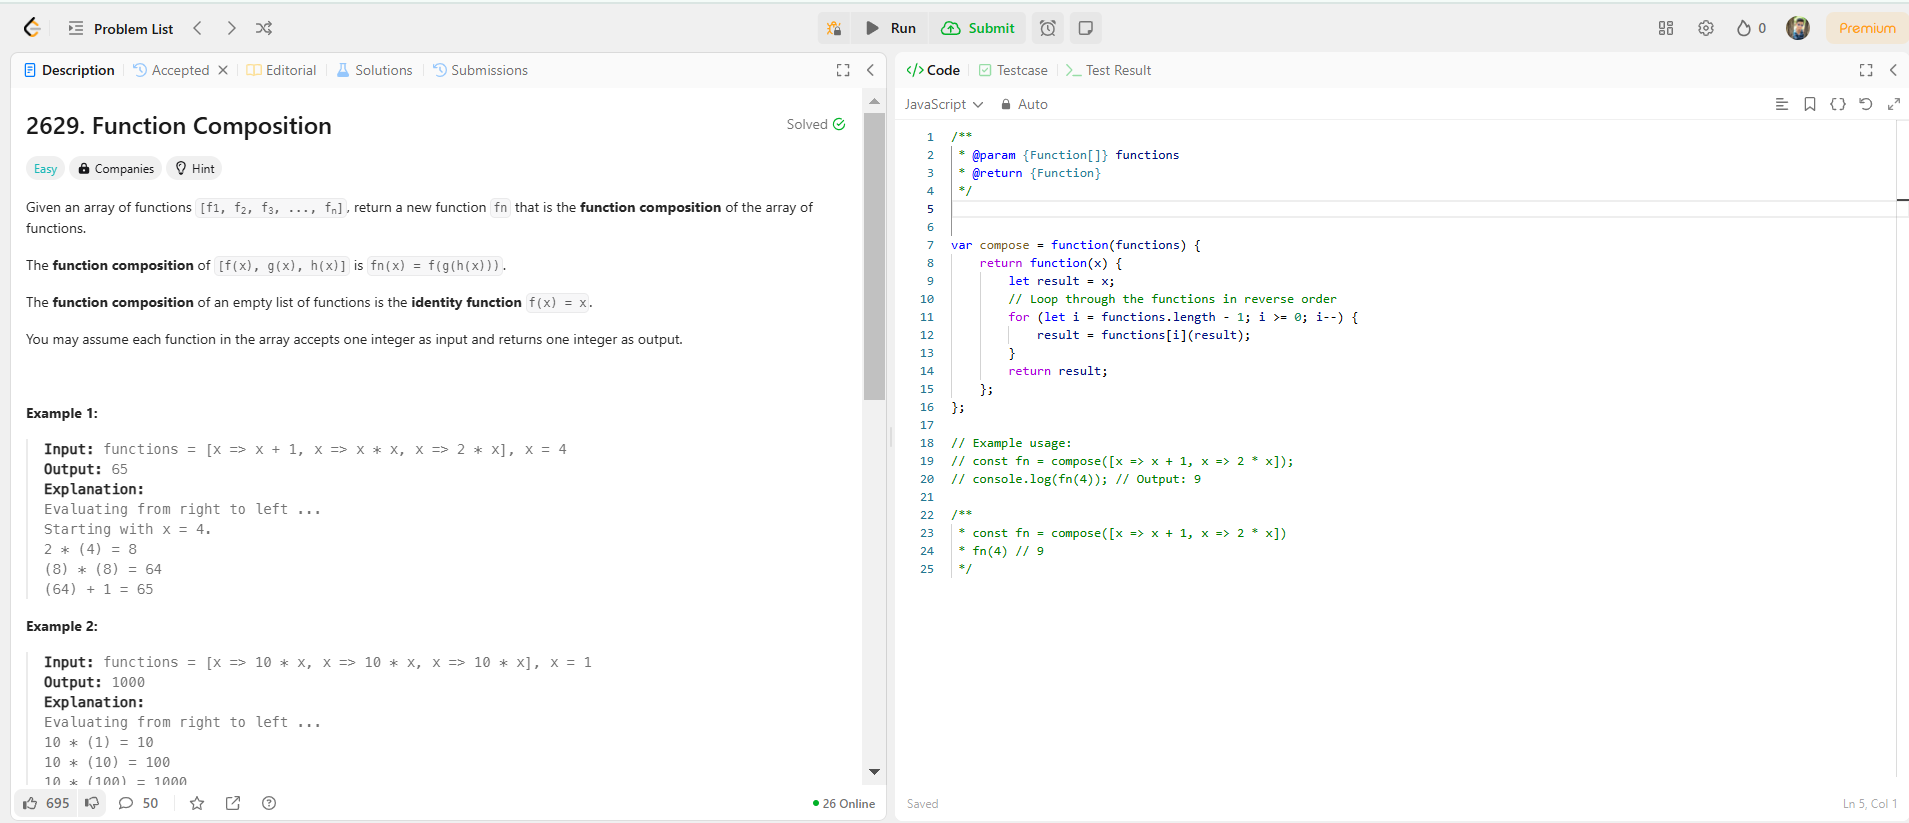 Problem List
Run
Submit
0
Premium
Description
Accepted
Editorial
Solutions
Submissions
2629. Function Composition
Solved
Easy
Companies
Hint
Given an array of functions [f1, f2, f3, ..., fn], return a new function fn that is the function composition of the array of
functions.
The function composition of [f(x), g(x), h(x)] is fn(x) = f(g(h(x))).
The function composition of an empty list of functions is the identity function f(x) = x.
You may assume each function in the array accepts one integer as input and returns one integer as output.
Example 1:
Input: functions = [x => x + 1, x => x * x, x => 2 * x], x = 4
Output: 65
Explanation:
Evaluating from right to left ...
Starting with x = 4.
2 * (4) = 8
(8) * (8) = 64
(64) + 1 = 65
Example 2:
Input: functions = [x => 10 * x, x => 10 * x, x => 10 * x], x = 1
Output: 1000
Explanation:
Evaluating from right to left ...
10 * (1) = 10
10 * (10) = 100
10 * (100) = 1000
695
50
26 Online
</> Code
Testcase
>_ Test Result
JavaScript
Auto
1 /**
2 * @param {Function[]} functions
3 * @return {Function}
4 */
5
6
7 var compose = function(functions) {
8 return function(x) {
9 let result = x;
10 // Loop through the functions in reverse order
11 for (let i = functions.length - 1; i >= 0; i--) {
12 result = functions[i](result);
13 }
14 return result;
15 };
16 };
17
18 // Example usage:
19 // const fn = compose([x => x + 1, x => 2 * x]);
20 // console.log(fn(4)); // Output: 9
21
22 /**
23 * const fn = compose([x => x + 1, x => 2 * x])
24 * fn(4) // 9
25 */
Saved
Ln 5, Col 1